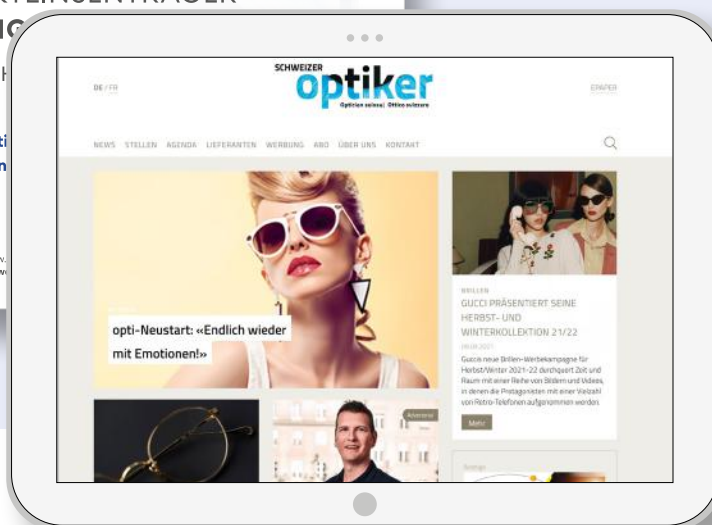 SCHWEIZER
optiker
Opticien suisse| Ottico svizzero
DE / FR
EPAPER
NEWS STELLEN AGENDA LIEFERANTEN WERBUNG ABO ÜBER UNS KONTAKT
opti-Neustart: «Endlich wieder
mit Emotionen!»
BRILLEN
GUCCI PRÄSENTIERT SEINE
HERBST- UND
WINTERKOLLEKTION 21/22
Guccis neue Brillen-Werbekampagne für
Herbst/Winter 2021-22 durchquert Zeit und
Raum mit einer Reihe von Bildern und Videos,
in denen die Protagonisten mit einer Vielzahl
von Retro-Telefonen aufgenommen werden.
Mehr
Advertorial
Anzeige